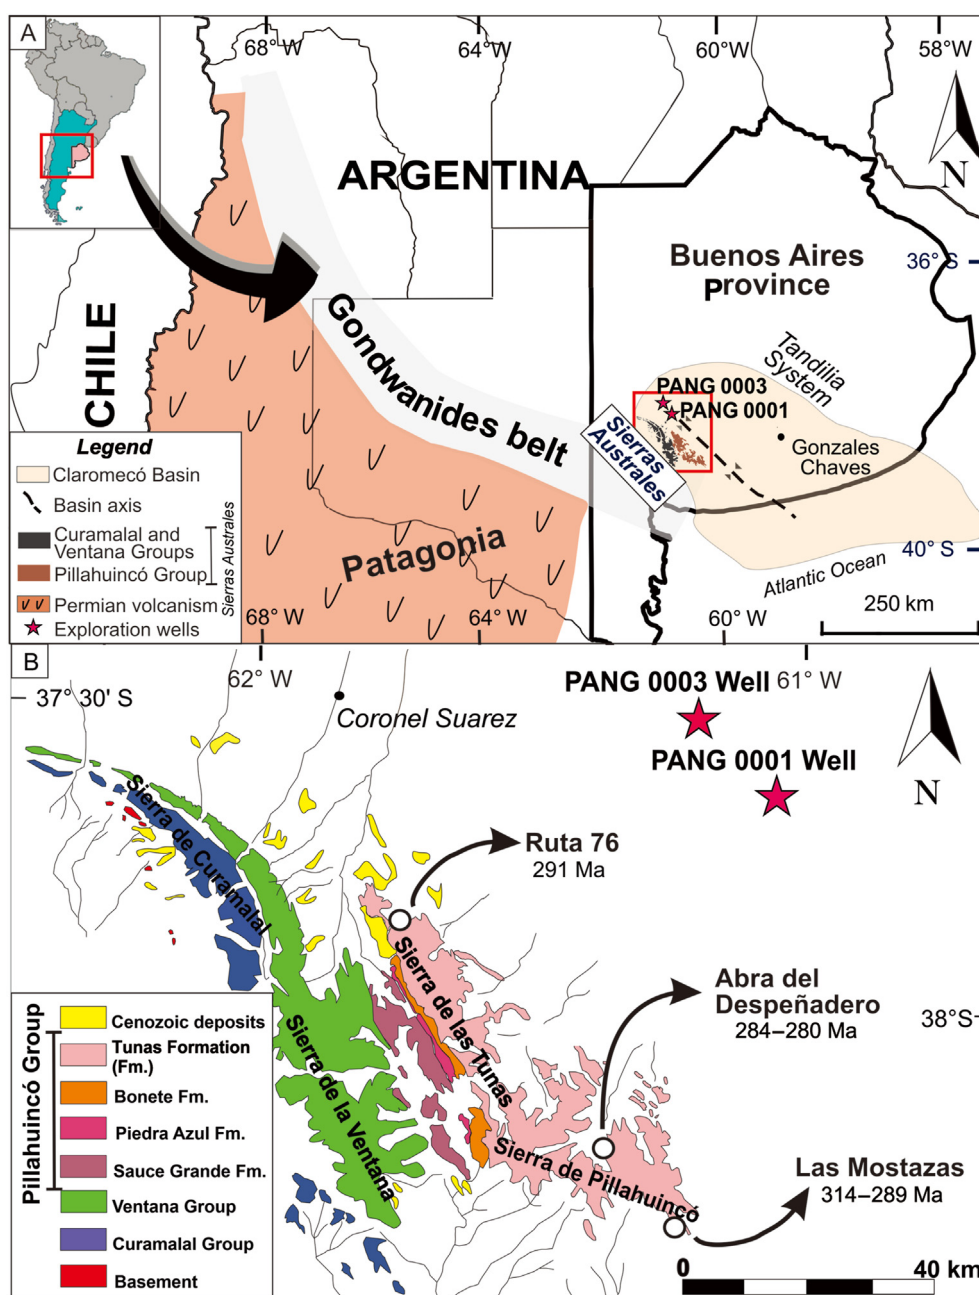 A
68° W
64° W
60° W
58° W
N
ARGENTINA
CHILE
Buenos Aires
Province
36° S
Gondwanides belt
Tandilia
System
PANG 0003
PANG 0001
Sierras
Australes
Gonzales
Chaves
Patagonia
40° S
Atlantic Ocean
250 km
68° W
64° W
60° W
Legend
Claromecó Basin
Basin axis
Curamalal and
Ventana Groups
Pillahuincó Group
Sierras Australes
Permian volcanism
Exploration wells
B
37° 30' S
62° W
61° W
Coronel Suarez
PANG 0003 Well
PANG 0001 Well
N
Sierra de Curamalal
Ruta 76
291 Ma
Sierra de las Tunas
Abra del
Despeñadero
284–280 Ma
38°S
Sierra de la Ventana
Sierra de Pillahuincó
Las Mostazas
314–289 Ma
0
40 km
Pillahuincó Group
Cenozoic deposits
Tunas Formation
(Fm.)
Bonete Fm.
Piedra Azul Fm.
Sauce Grande Fm.
Ventana Group
Curamalal Group
Basement